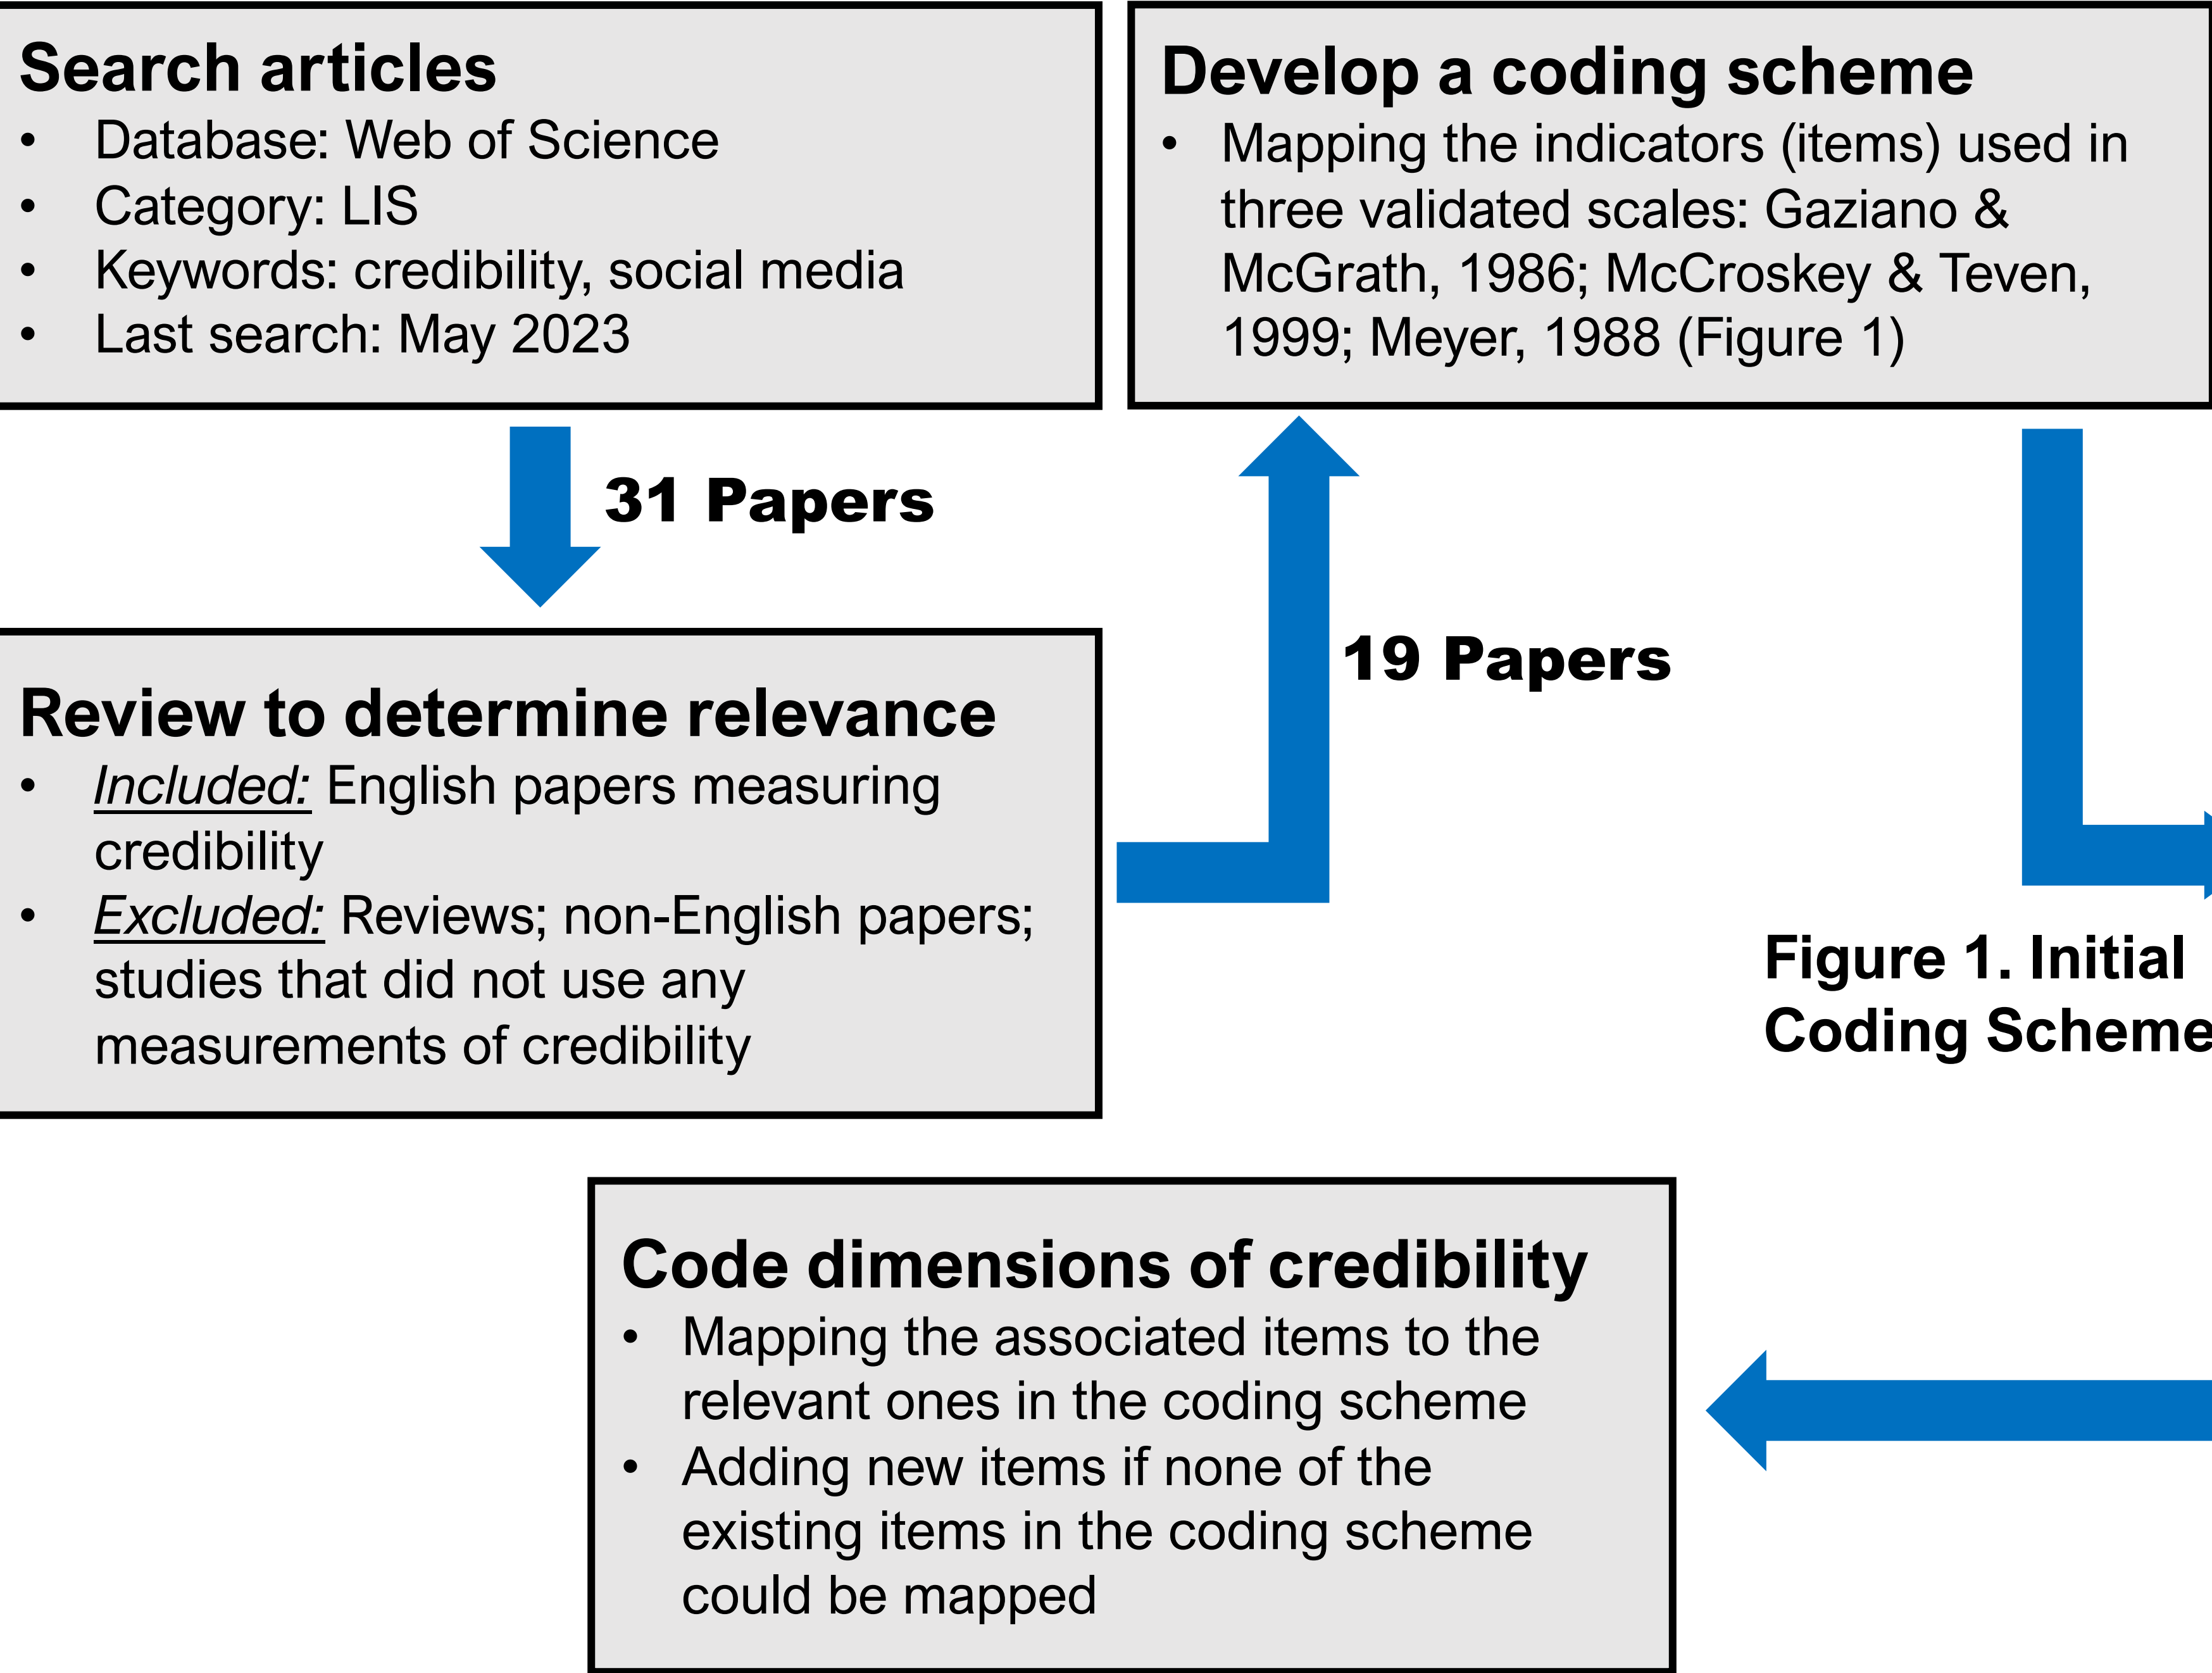 Search articles
• Database: Web of Science
• Category: LIS
• Keywords: credibility, social media
• Last search: May 2023
31 Papers
Review to determine relevance
• Included: English papers measuring
credibility
• Excluded: Reviews; non-English papers;
studies that did not use any
measurements of credibility
19 Papers
Develop a coding scheme
• Mapping the indicators (items) used in
three validated scales: Gaziano &
McGrath, 1986; McCroskey & Teven,
1999; Meyer, 1988 (Figure 1)
Figure 1. Initial
Coding Scheme
Code dimensions of credibility
• Mapping the associated items to the
relevant ones in the coding scheme
• Adding new items if none of the
existing items in the coding scheme
could be mapped